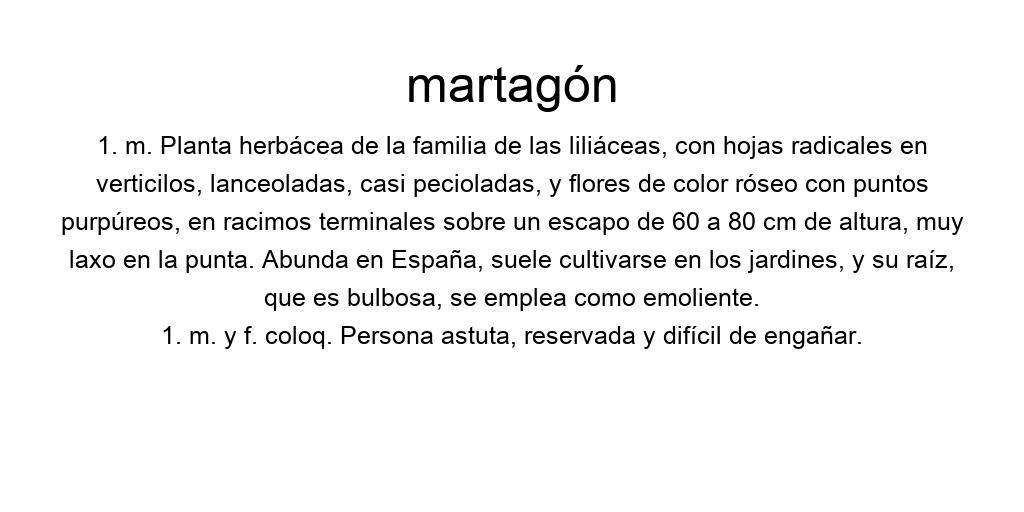 martagón
1. m. Planta herbácea de la familia de las liliáceas, con hojas radicales en
verticilos, lanceoladas, casi pecioladas, y flores de color róseo con puntos
purpúreos, en racimos terminales sobre un escapo de 60 a 80 cm de altura, muy
laxo en la punta. Abunda en España, suele cultivarse en los jardines, y su raíz,
que es bulbosa, se emplea como emoliente.
1. m. y f. coloq. Persona astuta, reservada y difícil de engañar.